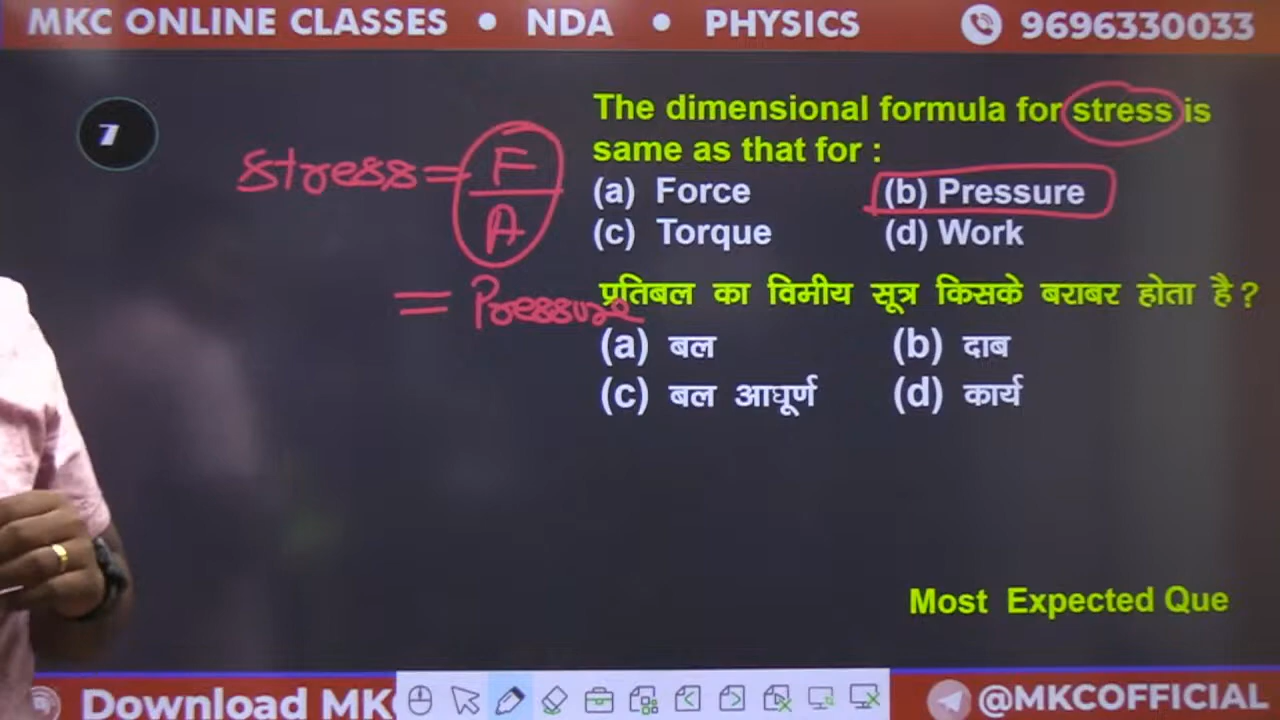 MKC ONLINE CLASSES • NDA • PHYSICS 9696330033
7
The dimensional formula for stress is
same as that for :
(a) Force (b) Pressure
(c) Torque (d) Work
stress = F
A
= Pressure
प्रतिबल का विमीय सूत्र किसके बराबर होता है ?
(a) बल (b) दाब
(c) बल आघूर्ण (d) कार्य
Most Expected Que
Download MK
@MKCOFFICIAL